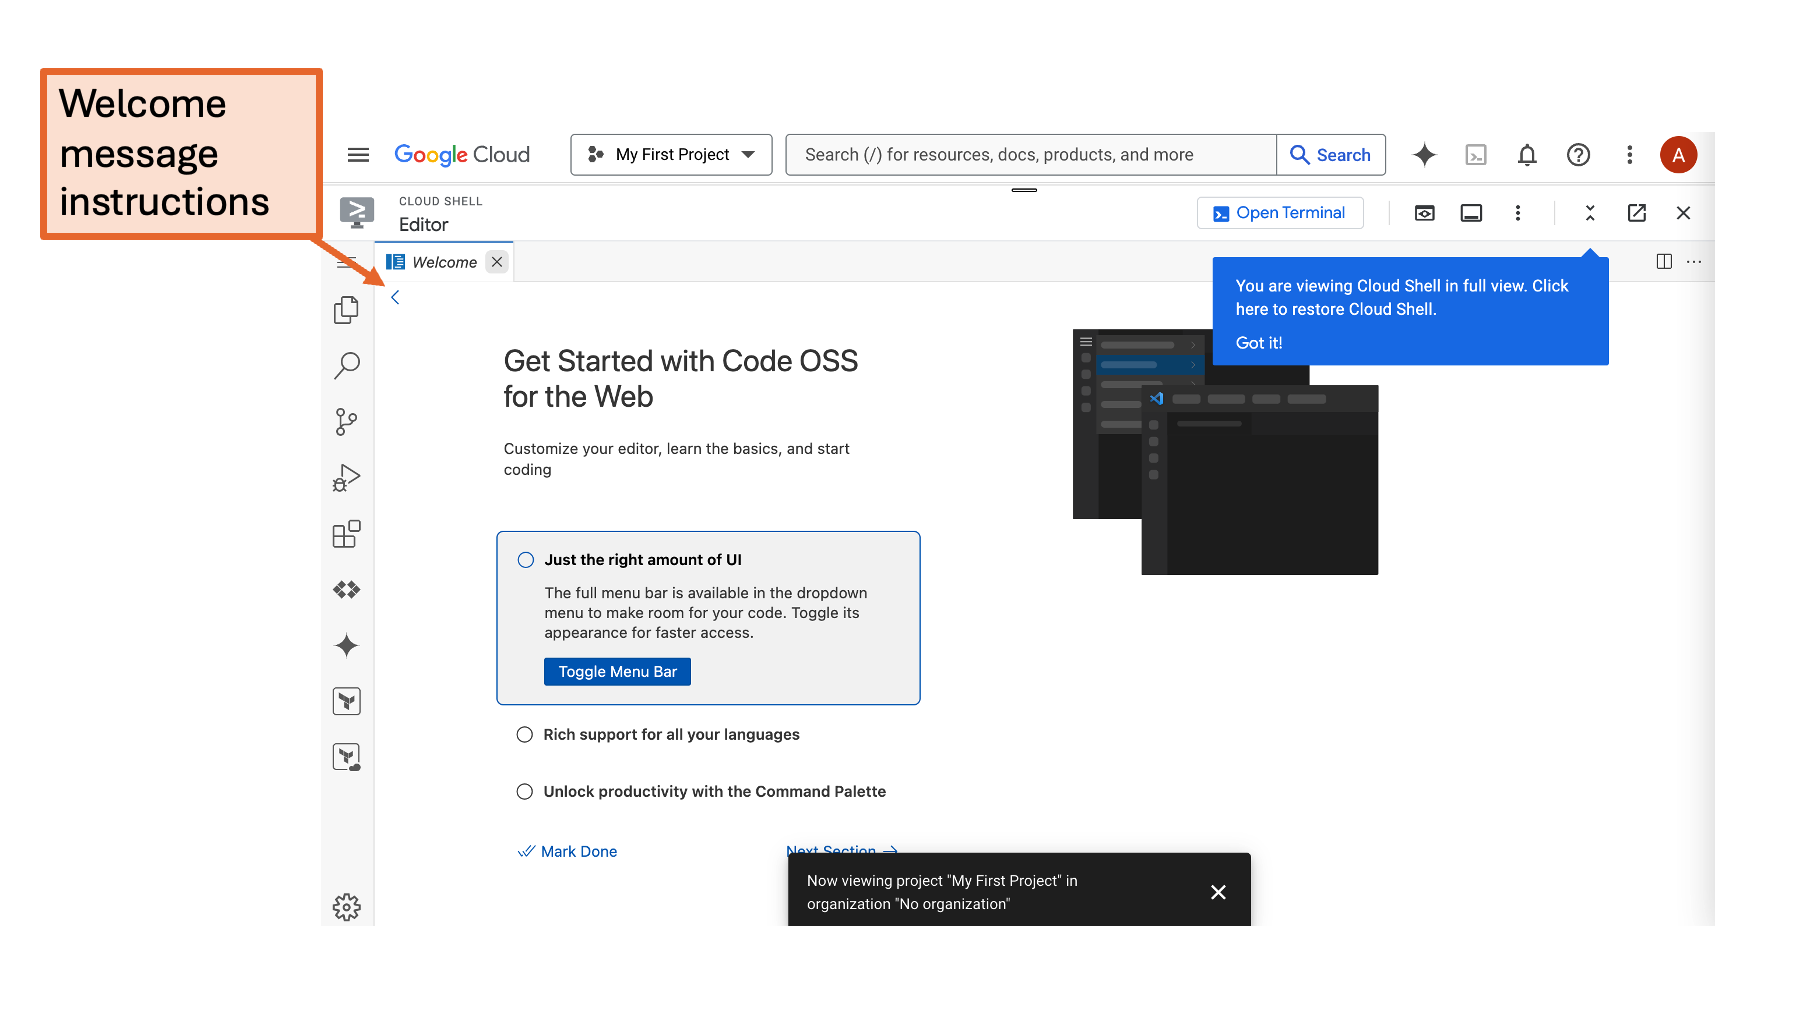 Welcome
message
instructions
Google Cloud
My First Project
Search (/) for resources, docs, products, and more
Search
A
CLOUD SHELL
Editor
Open Terminal
Welcome
You are viewing Cloud Shell in full view. Click
here to restore Cloud Shell.
Got it!
Get Started with Code OSS
for the Web
Customize your editor, learn the basics, and start
coding
Just the right amount of UI
The full menu bar is available in the dropdown
menu to make room for your code. Toggle its
appearance for faster access.
Toggle Menu Bar
Rich support for all your languages
Unlock productivity with the Command Palette
Mark Done
Next Section
Now viewing project "My First Project" in
organization "No organization"